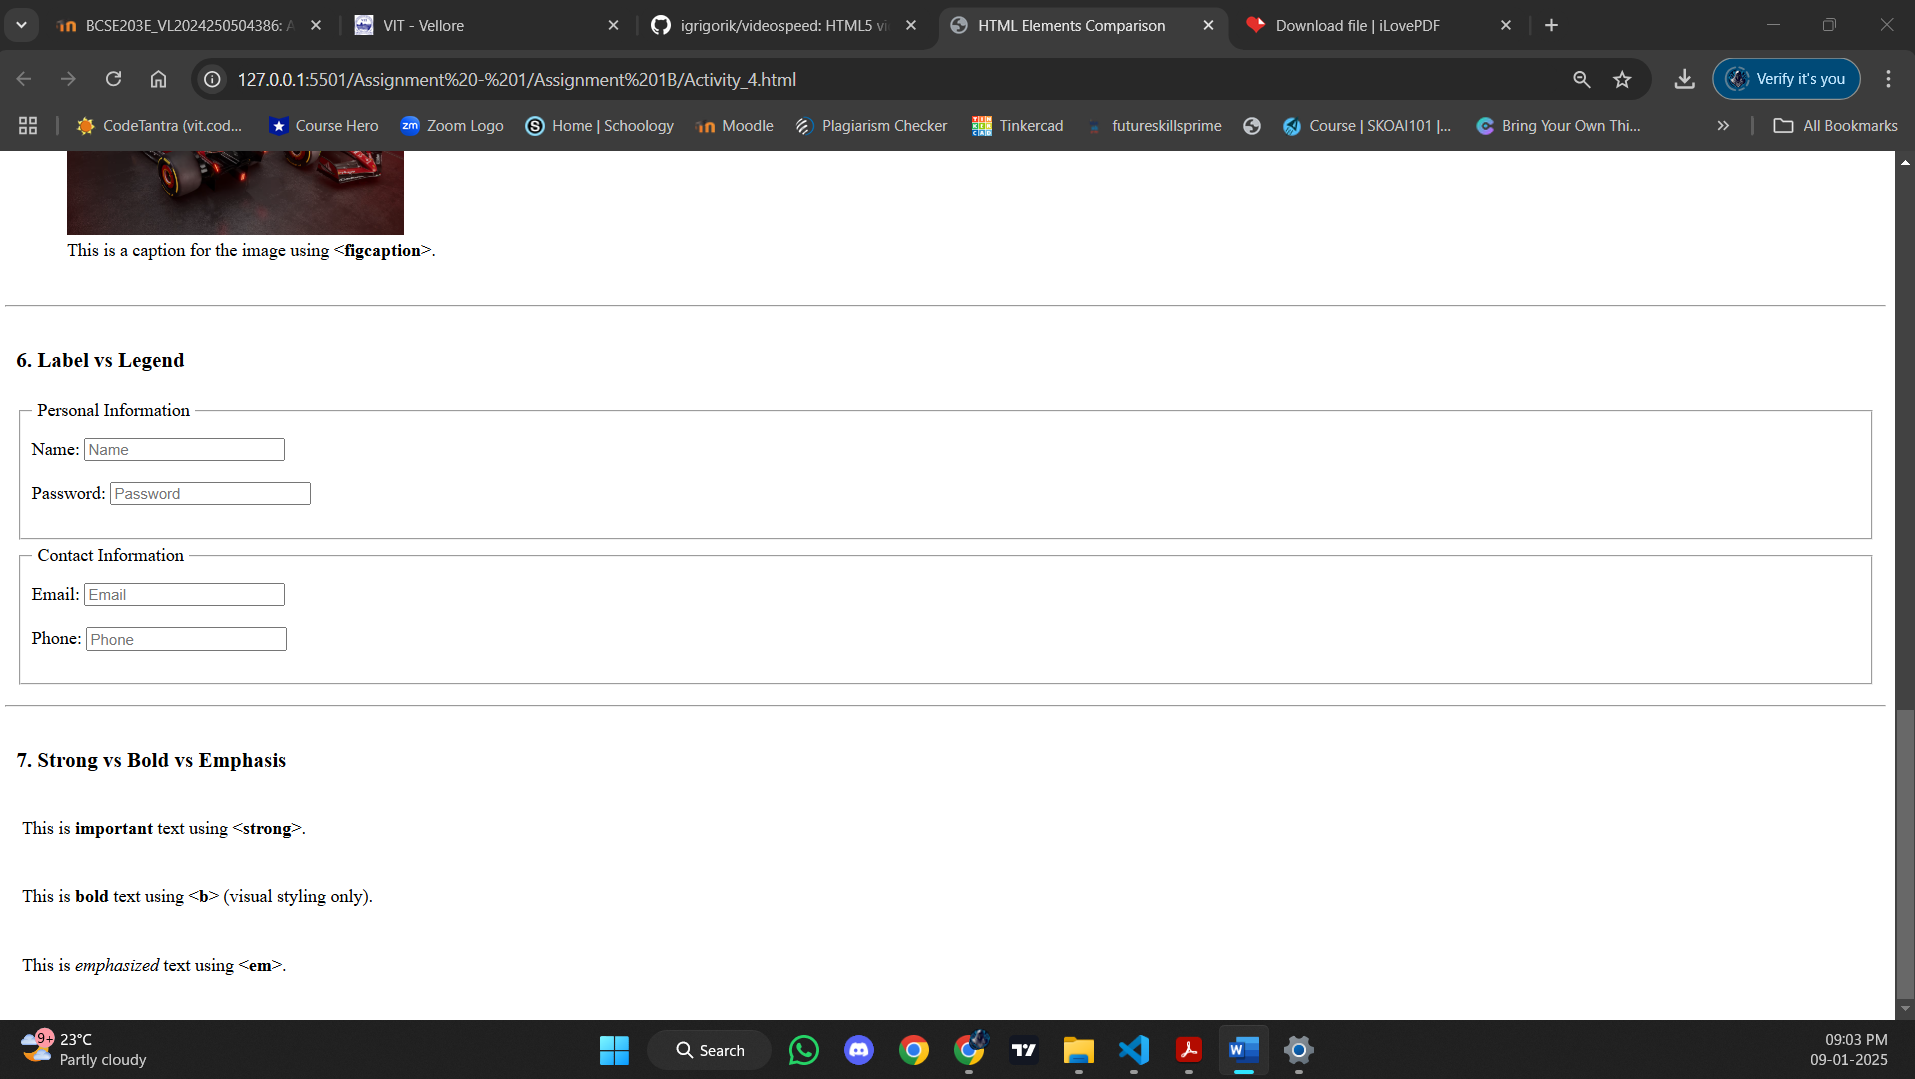 BCSE203E_VL2024250504386: A
VIT - Vellore
igrigorik/videospeed: HTML5 vi
HTML Elements Comparison
Download file | iLovePDF
127.0.0.1:5501/Assignment%20-%201/Assignment%201B/Activity_4.html
Verify it's you
CodeTantra (vit.cod...
Course Hero
zm Zoom Logo
Home | Schoology
Moodle
Plagiarism Checker
Tinkercad
futureskillsprime
Course | SKOAI101 |...
Bring Your Own Thi...
All Bookmarks
This is a caption for the image using <figcaption>.
6. Label vs Legend
Personal Information
Name: Name
Password: Password
Contact Information
Email: Email
Phone: Phone
7. Strong vs Bold vs Emphasis
This is important text using <strong>.
This is bold text using <b> (visual styling only).
This is emphasized text using <em>.
9+
23°C
Partly cloudy
Search
09:03 PM
09-01-2025